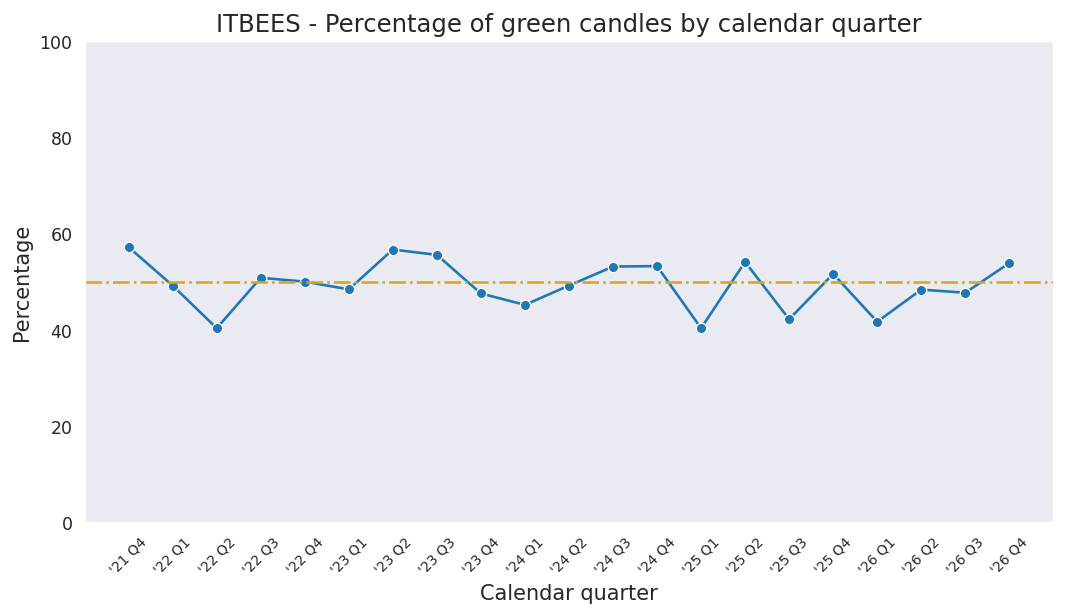 ITBEES - Percentage of green candles by calendar quarter
Percentage
100
80
60
40
20
0
'21 Q4
'22 Q1
'22 Q2
'22 Q3
'22 Q4
'23 Q1
'23 Q2
'23 Q3
'23 Q4
'24 Q1
'24 Q2
'24 Q3
'24 Q4
'25 Q1
'25 Q2
'25 Q3
'25 Q4
'26 Q1
'26 Q2
'26 Q3
'26 Q4
Calendar quarter